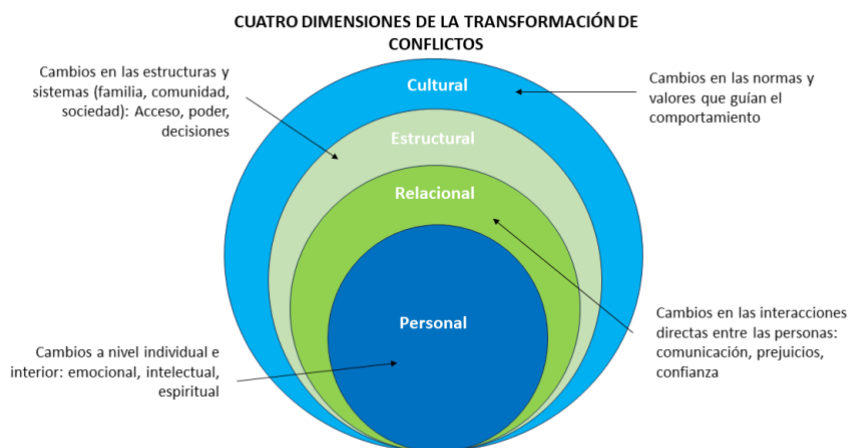 CUATRO DIMENSIONES DE LA TRANSFORMACIÓN DE
CONFLICTOS
Cambios en las estructuras y
sistemas (familia, comunidad,
sociedad): Acceso, poder,
decisiones
Cultural
Cambios en las normas y
valores que guían el
comportamiento
Estructural
Relacional
Personal
Cambios en las interacciones
directas entre las personas:
comunicación, prejuicios,
confianza
Cambios a nivel individual e
interior: emocional, intelectual,
espiritual